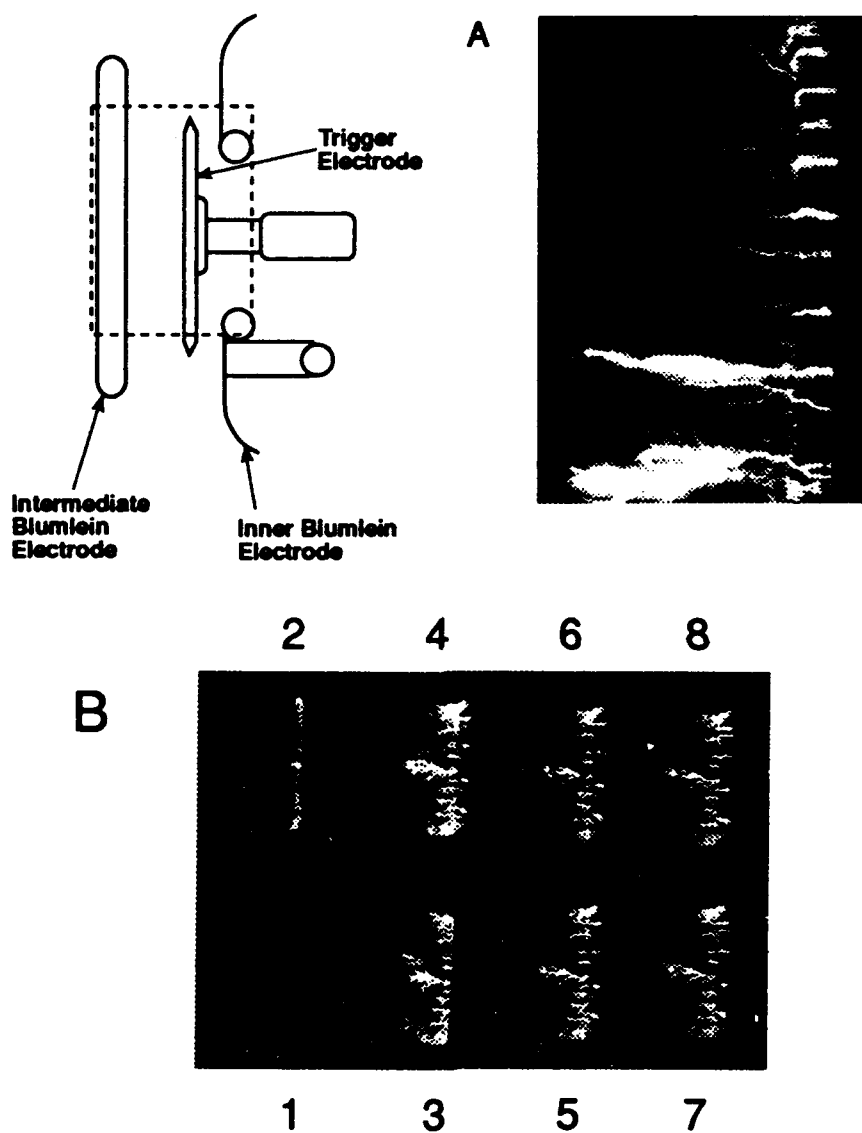 A
Trigger
Electrode
Intermediate
Blumlein
Electrode
Inner Blumlein
Electrode
2 4 6 8
B
1 3 5 7